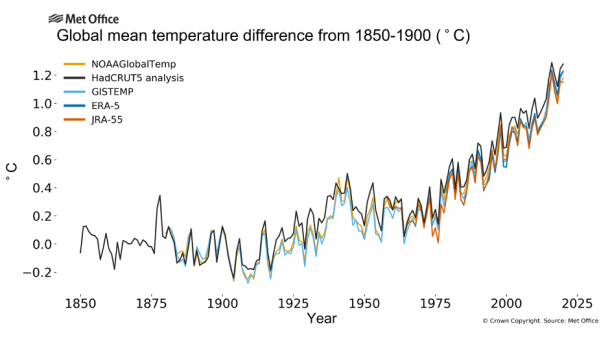 Met Office
Global mean temperature difference from 1850-1900 (°C)
NOAAGlobalTemp
HadCRUT5 analysis
GISTEMP
ERA-5
JRA-55
°C
1.2
1.0
0.8
0.6
0.4
0.2
0.0
−0.2
1850 1875 1900 1925 1950 1975 2000 2025
Year
© Crown Copyright. Source: Met Office